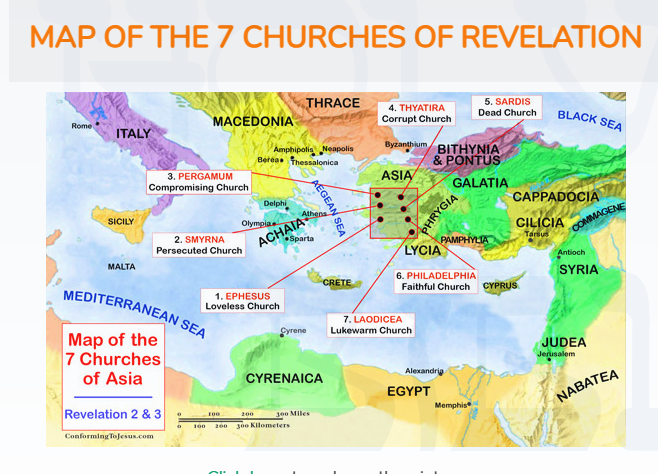 MAP OF THE 7 CHURCHES OF REVELATION
THRACE
4. THYATIRA
Corrupt Church
5. SARDIS
Dead Church
BLACK SEA
Rome
ITALY
MACEDONIA
Amphipolis
Neapolis
Berea
Thessalonica
Byzantium
BITHYNIA
& PONTUS
3. PERGAMUM
Compromising Church
ASIA
GALATIA
AEGEAN SEA
PHRYGIA
CAPPADOCIA
COMMAGENE
SICILY
Delphi
Olympia
Athens
ACHAIA
Sparta
CILICIA
Tarsus
2. SMYRNA
Persecuted Church
LYCIA
PAMPHYLIA
Antioch
SYRIA
MALTA
CRETE
6. PHILADELPHIA
Faithful Church
CYPRUS
1. EPHESUS
Loveless Church
MEDITERRANEAN SEA
7. LAODICEA
Lukewarm Church
Cyrene
Map of the
7 Churches
of Asia
Revelation 2 & 3
ConformingToJesus.com
JUDEA
Jerusalem
CYRENAICA
Alexandria
EGYPT
Memphis
NABATEA
0 100 200 300 Miles
0 100 200 300 Kilometers